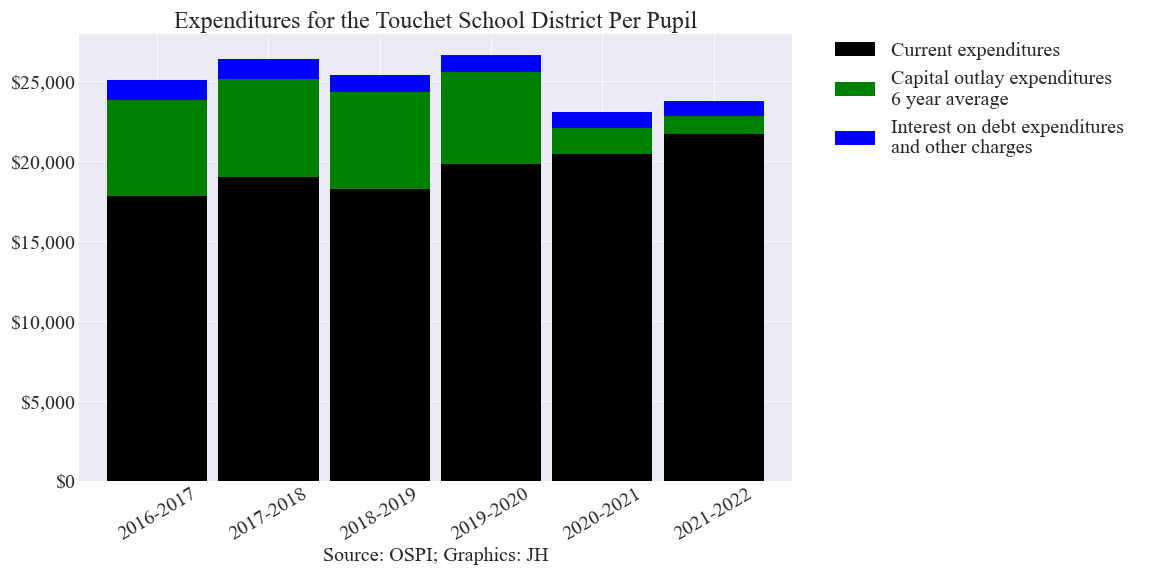 Expenditures for the Touchet School District Per Pupil
$25,000
$20,000
$15,000
$10,000
$5,000
$0
2016-2017
2017-2018
2018-2019
2019-2020
2020-2021
2021-2022
Source: OSPI; Graphics: JH
Current expenditures
Capital outlay expenditures
6 year average
Interest on debt expenditures
and other charges